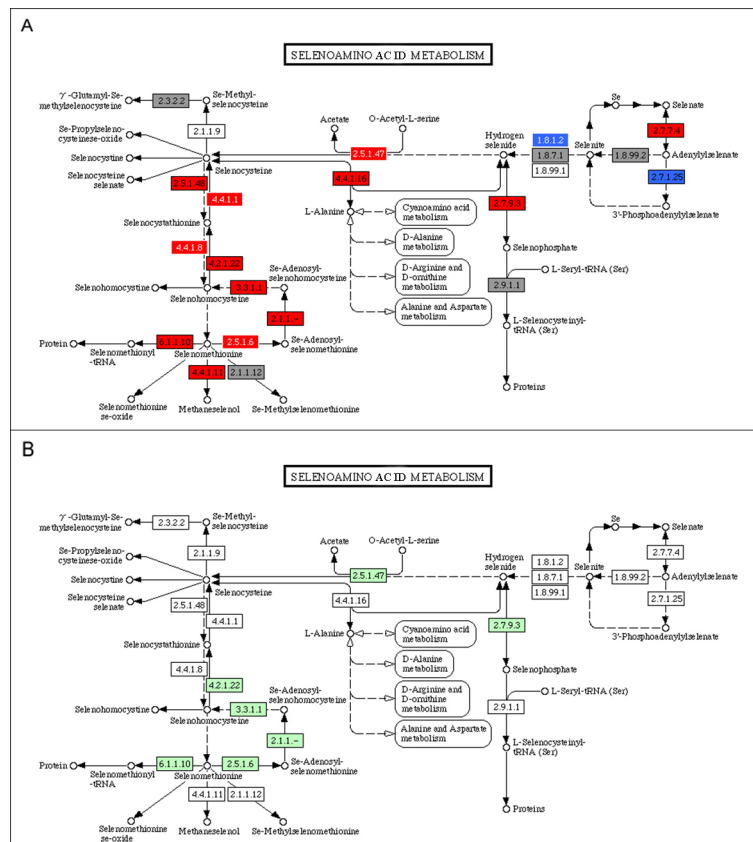 A
SELENOAMINO ACID METABOLISM
γ-Glutamyl-Se-
methylselenocysteine
2.3.2.2
Se-Methyl-
selenocysteine
Se
Selenate
Se-Propylseleno-
cysteinese-oxide
2.1.1.9
Acetate
O-Acetyl-L-serine
Hydrogen
selenide
1.8.1.2
Selenite
2.7.7.4
Selenocystine
2.5.1.47
1.8.7.1
1.8.99.2
Adenylylselenate
Selenocysteine
selenate
Selenocysteine
4.4.1.16
1.8.99.1
2.7.1.25
2.5.1.48
4.4.1.1
2.7.9.3
L-Alanine
Cyanoamino acid
metabolism
3'-Phosphoadenylylselenate
Selenocystathionine
D-Alanine
metabolism
Selenophosphate
4.4.1.8
4.2.1.22
Se-Adenosyl-
selenohomocysteine
D-Arginine and
D-ornithine
metabolism
L-Seryl-tRNA (Ser)
2.9.1.1
Selenohomocystine
Selenohomocysteine
3.3.1.1
Alanine and Aspartate
metabolism
2.1.1.-
L-Selenocysteinyl-
tRNA (Ser)
Protein
6.1.1.10
2.5.1.6
Selenomethionyl
-tRNA
Selenomethionine
Se-Adenosyl-
selenomethionine
4.4.1.11
2.1.1.12
Proteins
Selenomethionine
se-oxide
Methaneselenol
Se-Methylselenomethionine
B
SELENOAMINO ACID METABOLISM
γ-Glutamyl-Se-
methylselenocysteine
2.3.2.2
Se-Methyl-
selenocysteine
Se
Selenate
Se-Propylseleno-
cysteinese-oxide
2.1.1.9
Acetate
O-Acetyl-L-serine
Hydrogen
selenide
1.8.1.2
Selenite
2.7.7.4
Selenocystine
2.5.1.47
1.8.7.1
1.8.99.2
Adenylylselenate
Selenocysteine
selenate
Selenocysteine
4.4.1.16
1.8.99.1
2.7.1.25
2.5.1.48
4.4.1.1
2.7.9.3
L-Alanine
Cyanoamino acid
metabolism
3'-Phosphoadenylylselenate
Selenocystathionine
D-Alanine
metabolism
Selenophosphate
4.4.1.8
4.2.1.22
Se-Adenosyl-
selenohomocysteine
D-Arginine and
D-ornithine
metabolism
L-Seryl-tRNA (Ser)
2.9.1.1
Selenohomocystine
Selenohomocysteine
3.3.1.1
Alanine and Aspartate
metabolism
2.1.1.-
L-Selenocysteinyl-
tRNA (Ser)
Protein
6.1.1.10
2.5.1.6
Selenomethionyl
-tRNA
Selenomethionine
Se-Adenosyl-
selenomethionine
4.4.1.11
2.1.1.12
Proteins
Selenomethionine
se-oxide
Methaneselenol
Se-Methylselenomethionine